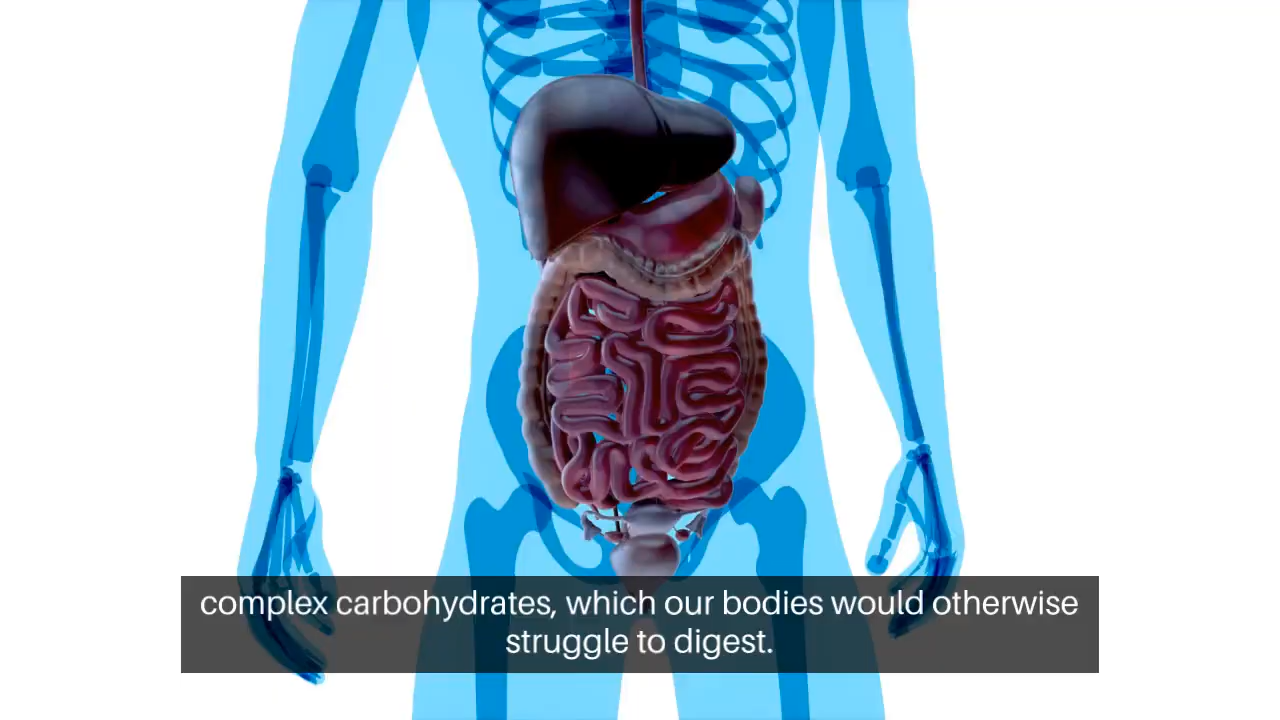 complex carbohydrates, which our bodies would otherwise
struggle to digest.